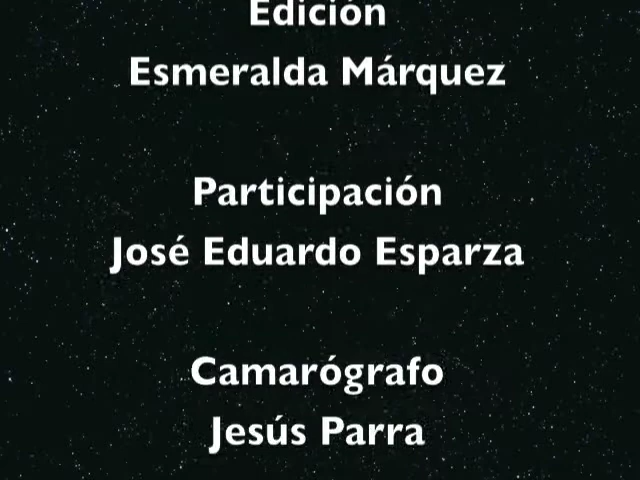 Edición
Esmeralda Márquez
Participación
José Eduardo Esparza
Camarógrafo
Jesús Parra